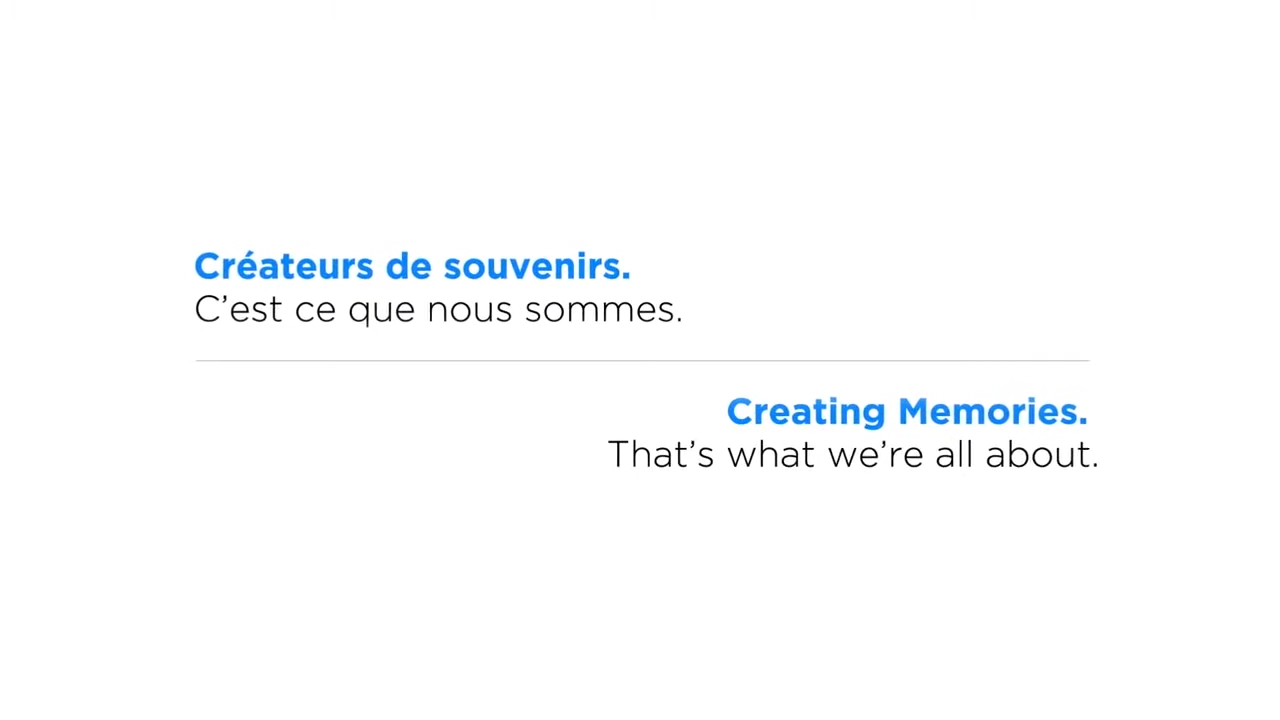 Créateurs de souvenirs.
C’est ce que nous sommes.
Creating Memories.
That’s what we’re all about.